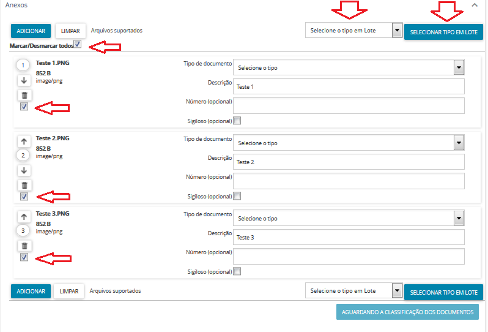 Anexos
ADICIONAR LIMPAR Arquivos suportados Selecione o tipo em Lote SELECIONAR TIPO EM LOTE
Marcar/Desmarcar todos
1 Teste 1.PNG Tipo de documento Selecione o tipo
852 B
image/png Descrição Teste 1
Número (opcional)
Sigiloso (opcional)
Teste 2.PNG Tipo de documento Selecione o tipo
2 852 B
image/png Descrição Teste 2
Número (opcional)
Sigiloso (opcional)
Teste 3.PNG Tipo de documento Selecione o tipo
3 852 B
image/png Descrição Teste 3
Número (opcional)
Sigiloso (opcional)
ADICIONAR LIMPAR Arquivos suportados Selecione o tipo em Lote SELECIONAR TIPO EM LOTE
AGUARDANDO A CLASSIFICAÇÃO DOS DOCUMENTOS